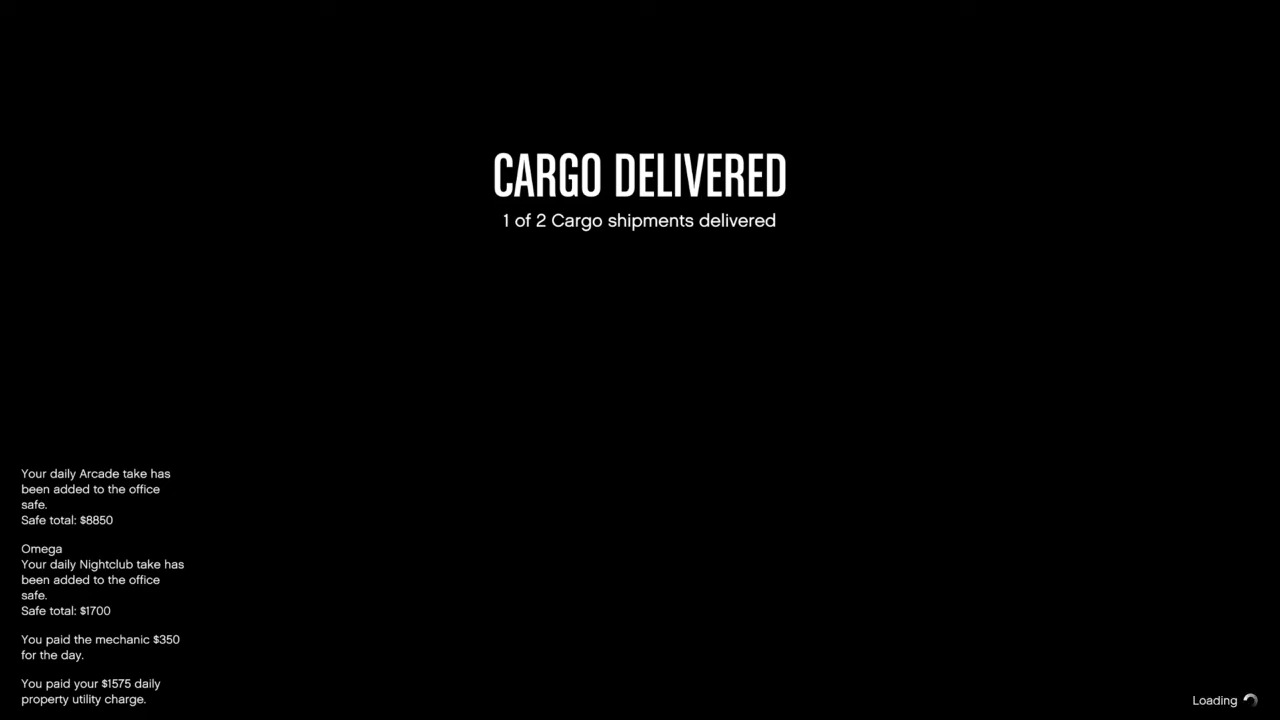 CARGO DELIVERED
1 of 2 Cargo shipments delivered
Your daily Arcade take has
been added to the office
safe.
Safe total: $8850
Omega
Your daily Nightclub take has
been added to the office
safe.
Safe total: $1700
You paid the mechanic $350
for the day.
You paid your $1575 daily
property utility charge.
Loading